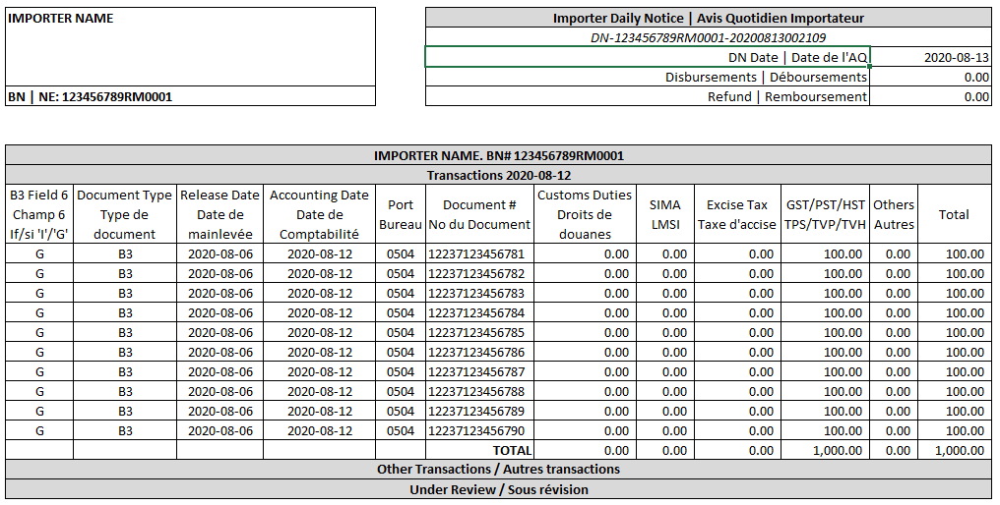 IMPORTER NAME
BN | NE: 123456789RM0001
Importer Daily Notice | Avis Quotidien Importateur
DN-123456789RM0001-20200813002109
DN Date | Date de l'AQ 2020-08-13
Disbursements | Déboursements 0.00
Refund | Remboursement 0.00
IMPORTER NAME. BN# 123456789RM0001
Transactions 2020-08-12
B3 Field 6
Champ 6
If/si 'I'/'G'
Document Type
Type de
document
Release Date
Date de
mainlevée
Accounting Date
Date de
Comptabilité
Port
Bureau
Document #
No du Document
Customs Duties
Droits de
douanes
SIMA
LMSI
Excise Tax
Taxe d'accise
GST/PST/HST
TPS/TVP/TVH
Others
Autres
Total
G B3 2020-08-06 2020-08-12 0504 12237123456781 0.00 0.00 0.00 100.00 0.00 100.00
G B3 2020-08-06 2020-08-12 0504 12237123456782 0.00 0.00 0.00 100.00 0.00 100.00
G B3 2020-08-06 2020-08-12 0504 12237123456783 0.00 0.00 0.00 100.00 0.00 100.00
G B3 2020-08-06 2020-08-12 0504 12237123456784 0.00 0.00 0.00 100.00 0.00 100.00
G B3 2020-08-06 2020-08-12 0504 12237123456785 0.00 0.00 0.00 100.00 0.00 100.00
G B3 2020-08-06 2020-08-12 0504 12237123456786 0.00 0.00 0.00 100.00 0.00 100.00
G B3 2020-08-06 2020-08-12 0504 12237123456787 0.00 0.00 0.00 100.00 0.00 100.00
G B3 2020-08-06 2020-08-12 0504 12237123456788 0.00 0.00 0.00 100.00 0.00 100.00
G B3 2020-08-06 2020-08-12 0504 12237123456789 0.00 0.00 0.00 100.00 0.00 100.00
G B3 2020-08-06 2020-08-12 0504 12237123456790 0.00 0.00 0.00 100.00 0.00 100.00
TOTAL 0.00 0.00 0.00 1,000.00 0.00 1,000.00
Other Transactions / Autres transactions
Under Review / Sous révision